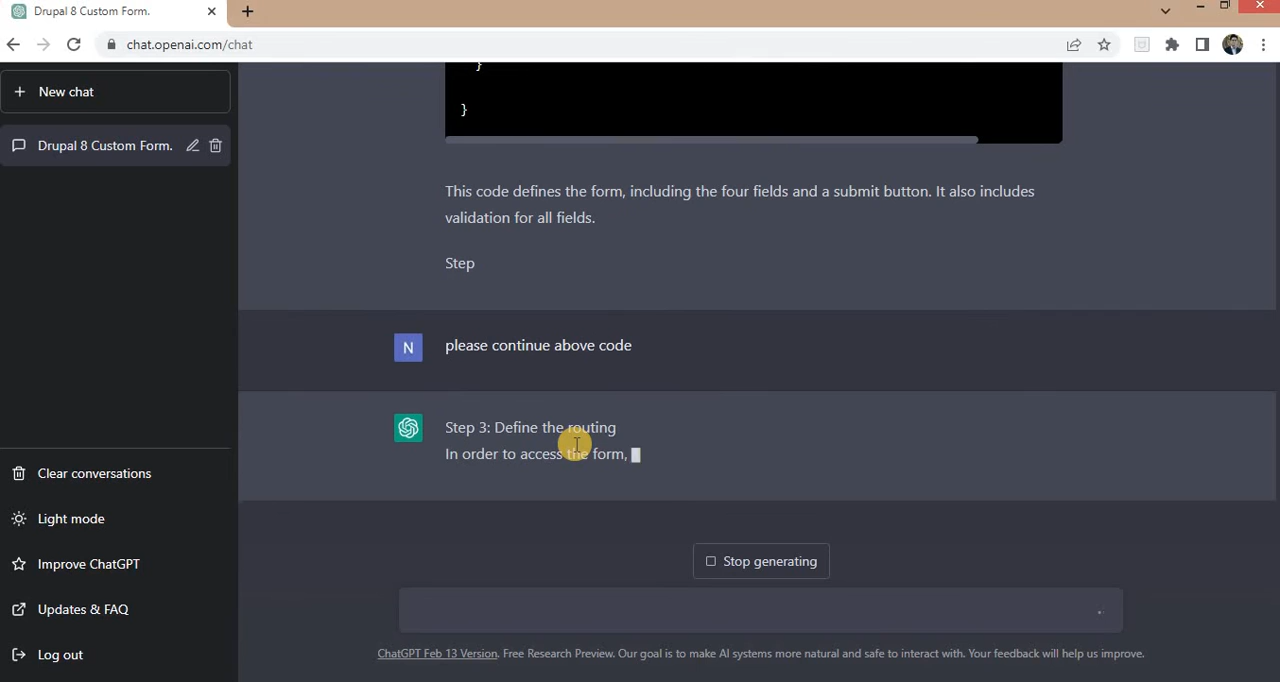 Drupal 8 Custom Form.
chat.openai.com/chat
New chat
Drupal 8 Custom Form.
}
}
This code defines the form, including the four fields and a submit button. It also includes
validation for all fields.
Step
N
please continue above code
Step 3: Define the routing
In order to access the form,
Clear conversations
Light mode
Improve ChatGPT
Updates & FAQ
Log out
Stop generating
ChatGPT Feb 13 Version. Free Research Preview. Our goal is to make AI systems more natural and safe to interact with. Your feedback will help us improve.